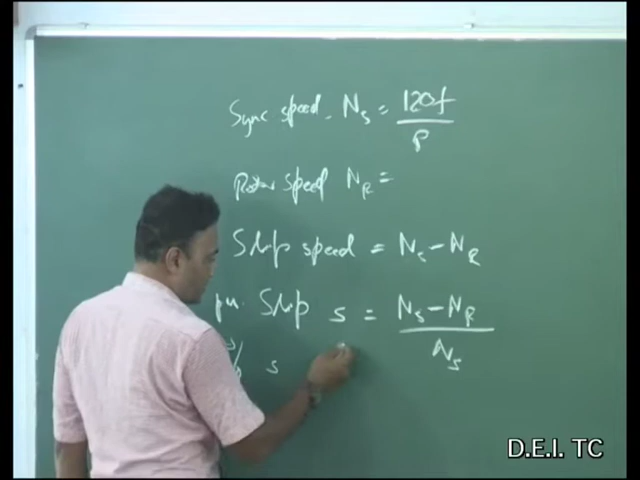 Sync speed. Ns = 120f / P
Rotor speed NR =
Slip speed = Ns - NR
pu. Slip s = Ns - NR / Ns
% s
D.E.I. TC